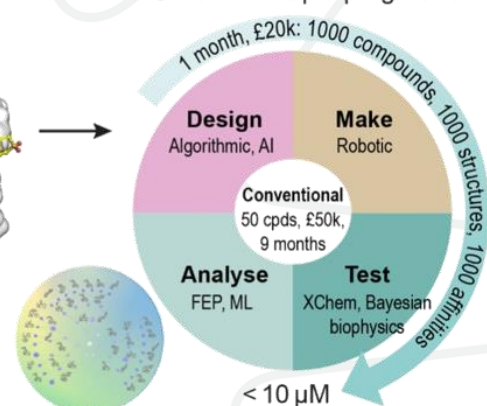 1 month, £20k: 1000 compounds, 1000 structures, 1000 affinities
Design
Algorithmic, AI
Make
Robotic
Conventional
50 cpds, £50k,
9 months
Analyse
FEP, ML
Test
XChem, Bayesian
biophysics
< 10 µM